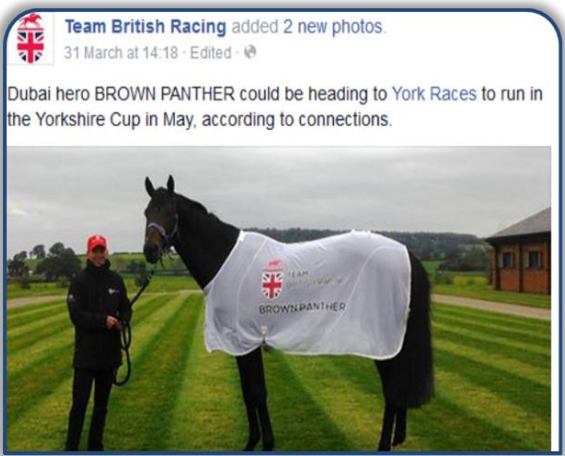 Team British Racing added 2 new photos.
31 March at 14:18 · Edited ·
Dubai hero BROWN PANTHER could be heading to York Races to run in
the Yorkshire Cup in May, according to connections.
TEAM
BROWN PANTHER